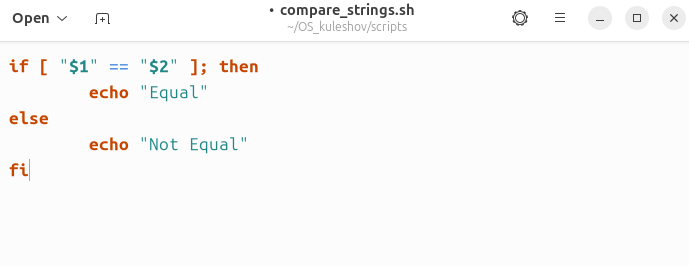 Open
• compare_strings.sh
~/OS_kuleshov/scripts
if [ "$1" == "$2" ]; then
        echo "Equal"
else
        echo "Not Equal"
fi